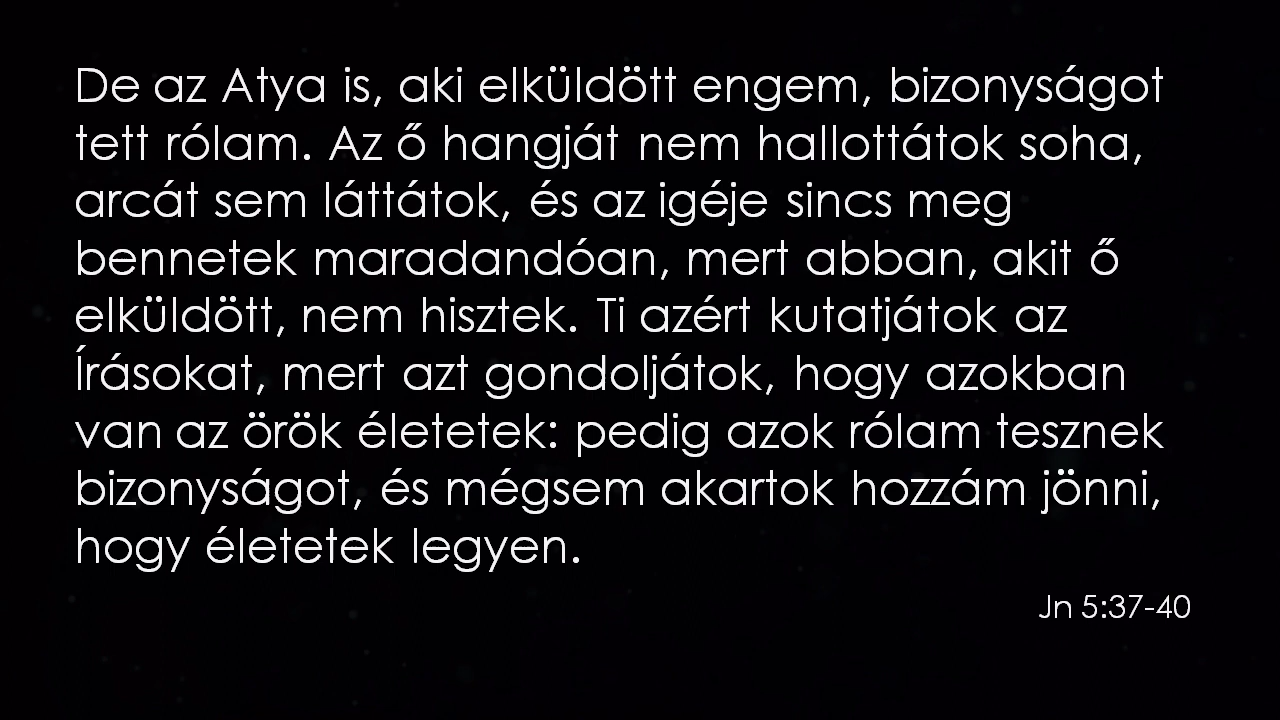 De az Atya is, aki elküldött engem, bizonyságot
tett rólam. Az ő hangját nem hallottátok soha,
arcát sem láttátok, és az igéje sincs meg
bennetek maradandóan, mert abban, akit ő
elküldött, nem hisztek. Ti azért kutatjátok az
Írásokat, mert azt gondoljátok, hogy azokban
van az örök életetek: pedig azok rólam tesznek
bizonyságot, és mégsem akartok hozzám jönni,
hogy életetek legyen.
Jn 5:37-40